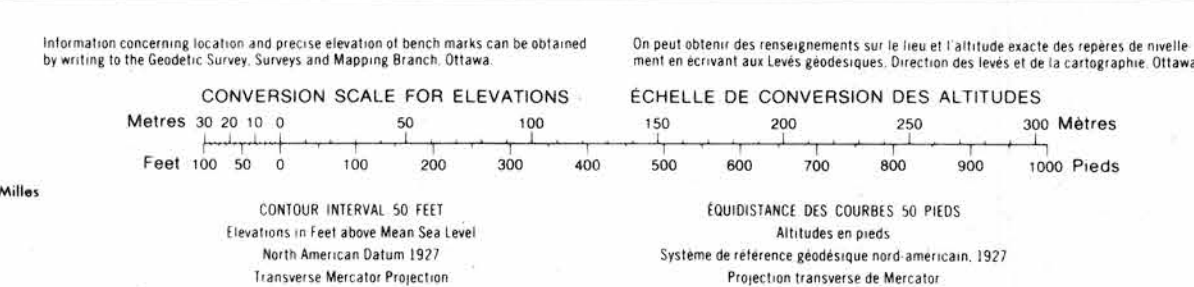 Information concerning location and precise elevation of bench marks can be obtained
by writing to the Geodetic Survey, Surveys and Mapping Branch, Ottawa.
On peut obtenir des renseignements sur le lieu et l'altitude exacte des repères de nivelle
ment en écrivant aux Levés géodésiques, Direction des levés et de la cartographie, Ottawa
CONVERSION SCALE FOR ELEVATIONS ÉCHELLE DE CONVERSION DES ALTITUDES
Metres 30 20 10 0 50 100 150 200 250 300 Mètres
Feet 100 50 0 100 200 300 400 500 600 700 800 900 1000 Pieds
Milles
CONTOUR INTERVAL 50 FEET
Elevations in Feet above Mean Sea Level
North American Datum 1927
Transverse Mercator Projection
ÉQUIDISTANCE DES COURBES 50 PIEDS
Altitudes en pieds
Système de référence géodésique nord-américain, 1927
Projection transverse de Mercator